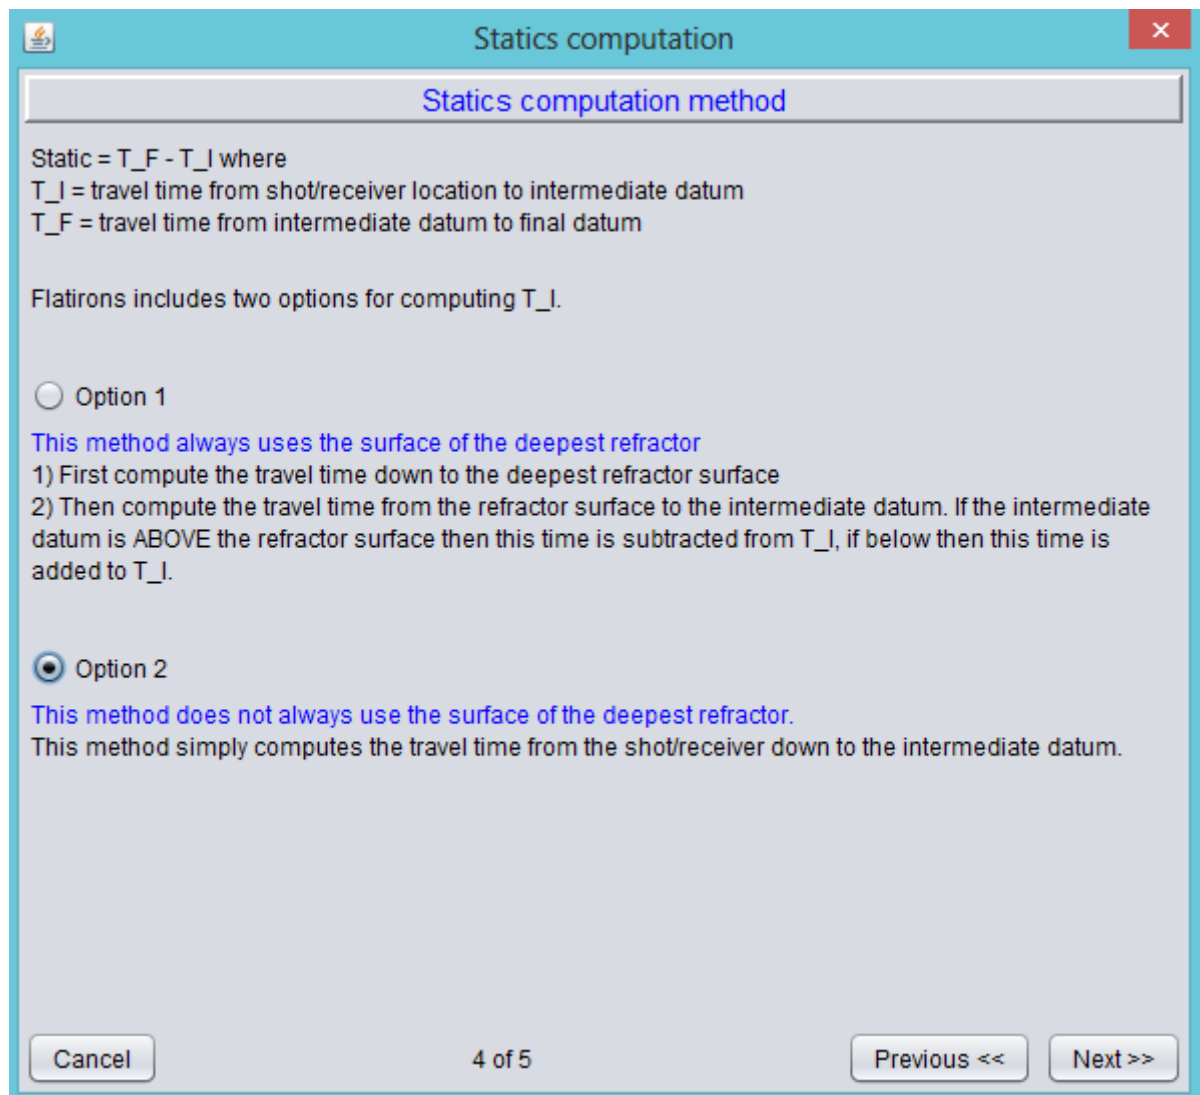 Statics computation
Statics computation method
Static = T_F - T_I where
T_I = travel time from shot/receiver location to intermediate datum
T_F = travel time from intermediate datum to final datum
Flatirons includes two options for computing T_I.
Option 1
This method always uses the surface of the deepest refractor
1) First compute the travel time down to the deepest refractor surface
2) Then compute the travel time from the refractor surface to the intermediate datum. If the intermediate
datum is ABOVE the refractor surface then this time is subtracted from T_I, if below then this time is
added to T_I.
Option 2
This method does not always use the surface of the deepest refractor.
This method simply computes the travel time from the shot/receiver down to the intermediate datum.
Cancel 4 of 5 Previous << Next >>